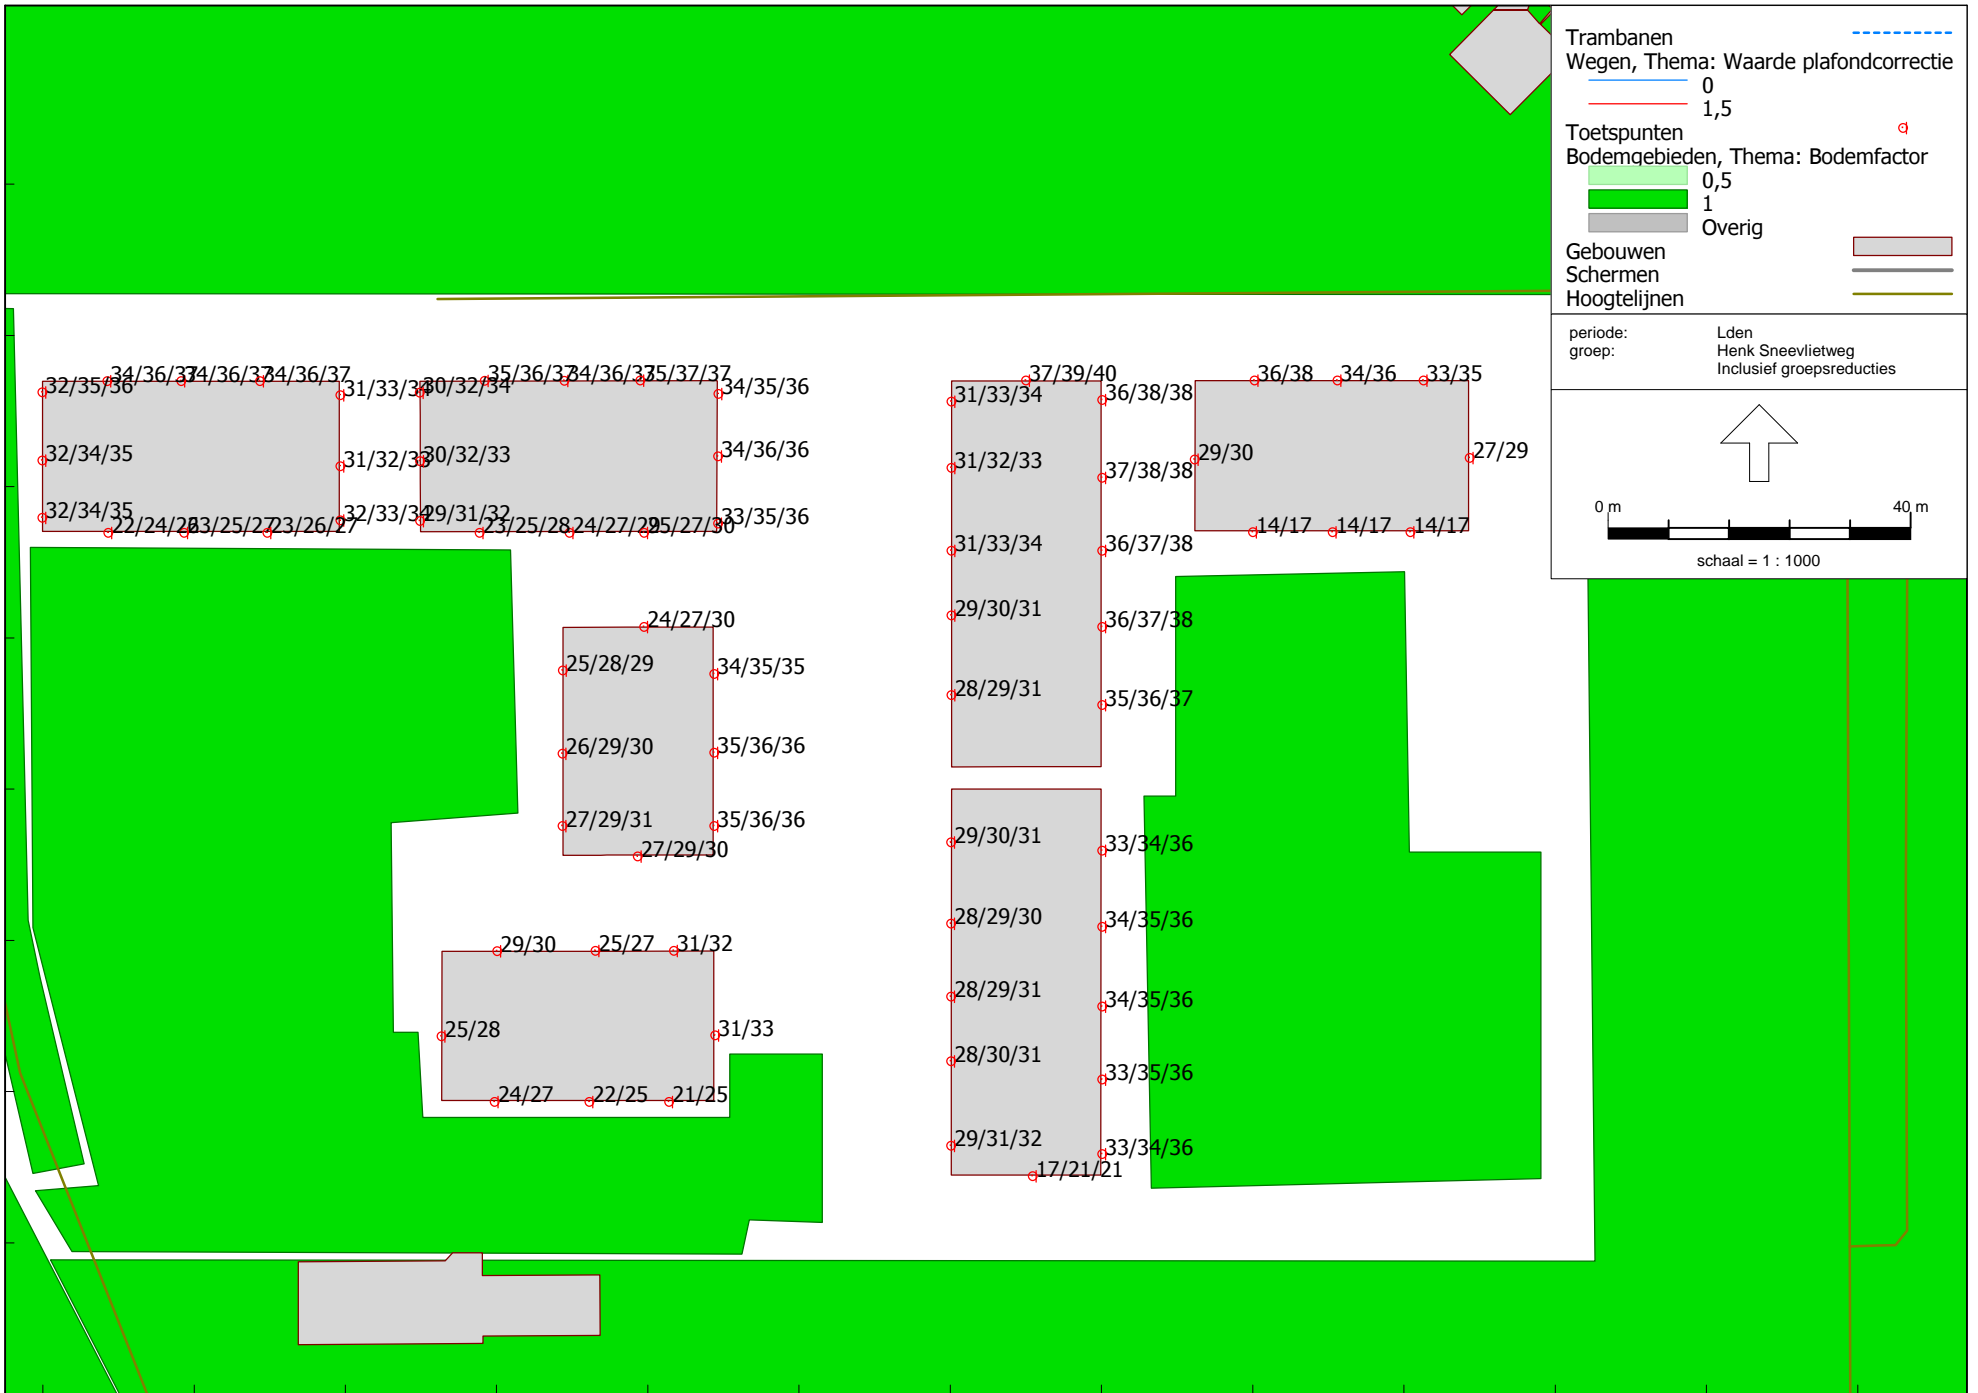 Trambanen
Wegen, Thema: Waarde plafondcorrectie
0
1,5
Toetspunten
Bodemgebieden, Thema: Bodemfactor
0,5
1
Overig
Gebouwen
Schermen
Hoogtelijnen
periode: Lden
groep: Henk Sneevlietweg
Inclusief groepsreducties
0 m 40 m
schaal = 1 : 1000
34/36/37 34/36/37 34/36/37 35/36/37 34/36/37 35/37/37 37/39/40 36/38 34/36 33/35
32/35/36 31/33/34 30/32/34 34/35/36 31/33/34 36/38/38
32/34/35 31/32/33 30/32/33 34/36/36 31/32/33 37/38/38 29/30 27/29
32/34/35 32/33/34 29/31/32 33/35/36
22/24/26 23/25/27 23/26/27 23/25/28 24/27/29 25/27/30 14/17 14/17 14/17
31/33/34 36/37/38
24/27/30 29/30/31 36/37/38
25/28/29 34/35/35 28/29/31 35/36/37
26/29/30 35/36/36
27/29/31 35/36/36 29/30/31 33/34/36
27/29/30
28/29/30 34/35/36
29/30 25/27 31/32
28/29/31 34/35/36
25/28 31/33 28/30/31 33/35/36
24/27 22/25 21/25
29/31/32 33/34/36
17/21/21